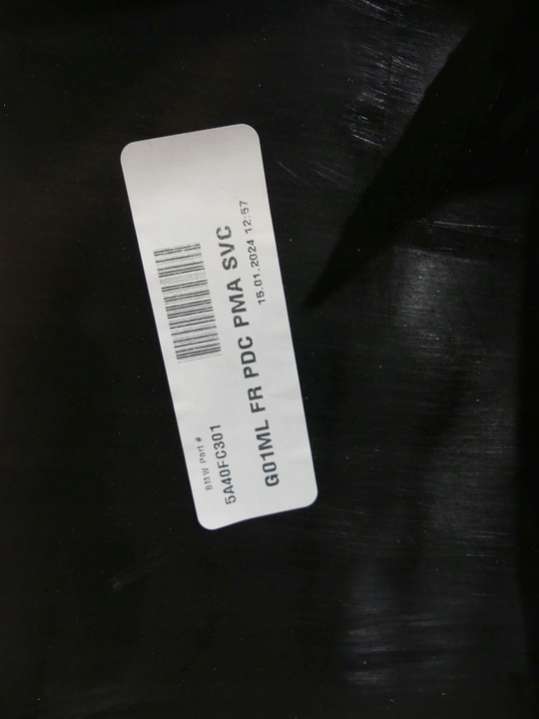 BMW Part #
5A40FC301
G01ML FR PDC PMA SVC
15.01.2024 12:57